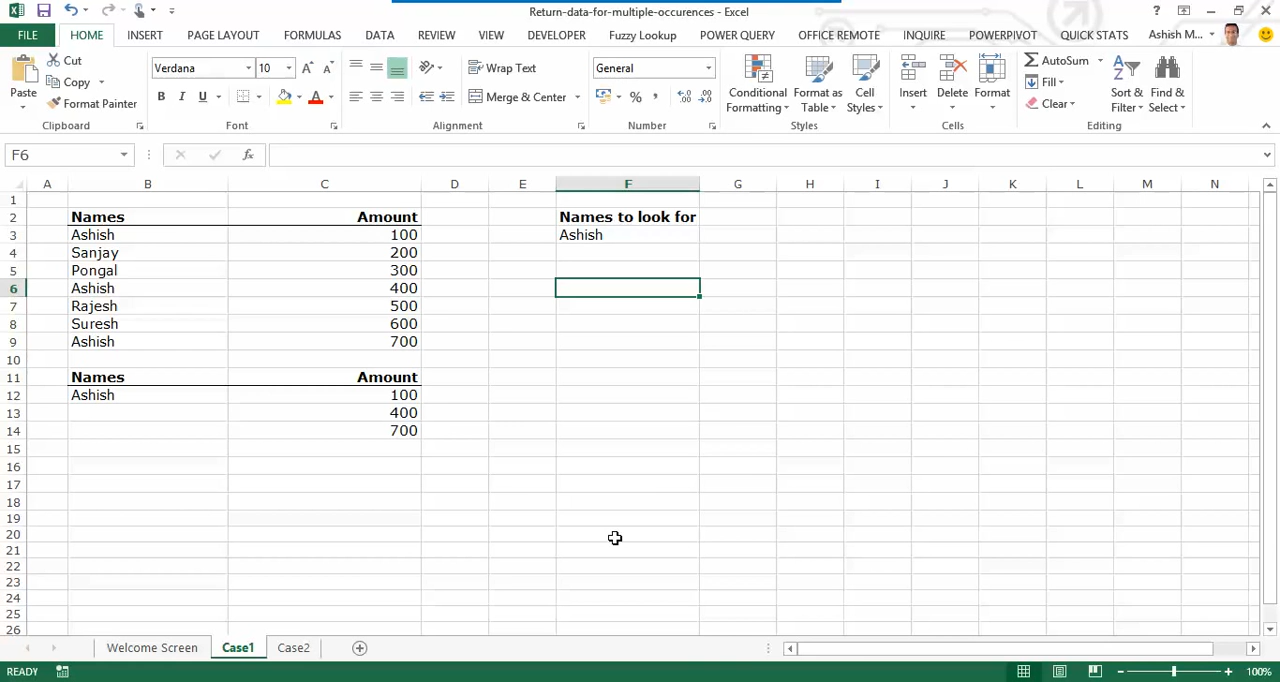 Return-data-for-multiple-occurences - Excel
FILE HOME INSERT PAGE LAYOUT FORMULAS DATA REVIEW VIEW DEVELOPER Fuzzy Lookup POWER QUERY OFFICE REMOTE INQUIRE POWERPIVOT QUICK STATS Ashish M...
Paste
Cut
Copy
Format Painter
Clipboard
Verdana 10
B I U
Font
Wrap Text
Merge & Center
Alignment
General
%
Number
Conditional Formatting
Format as Table
Cell Styles
Styles
Insert Delete Format
Cells
AutoSum
Fill
Clear
Sort & Filter
Find & Select
Editing
F6 fx
A B C D E F G H I J K L M N
1
2 Names Amount Names to look for
3 Ashish 100 Ashish
4 Sanjay 200
5 Pongal 300
6 Ashish 400
7 Rajesh 500
8 Suresh 600
9 Ashish 700
10
11 Names Amount
12 Ashish 100
13 400
14 700
15
16
17
18
19
20
21
22
23
24
25
26
Welcome Screen Case1 Case2
READY 100%